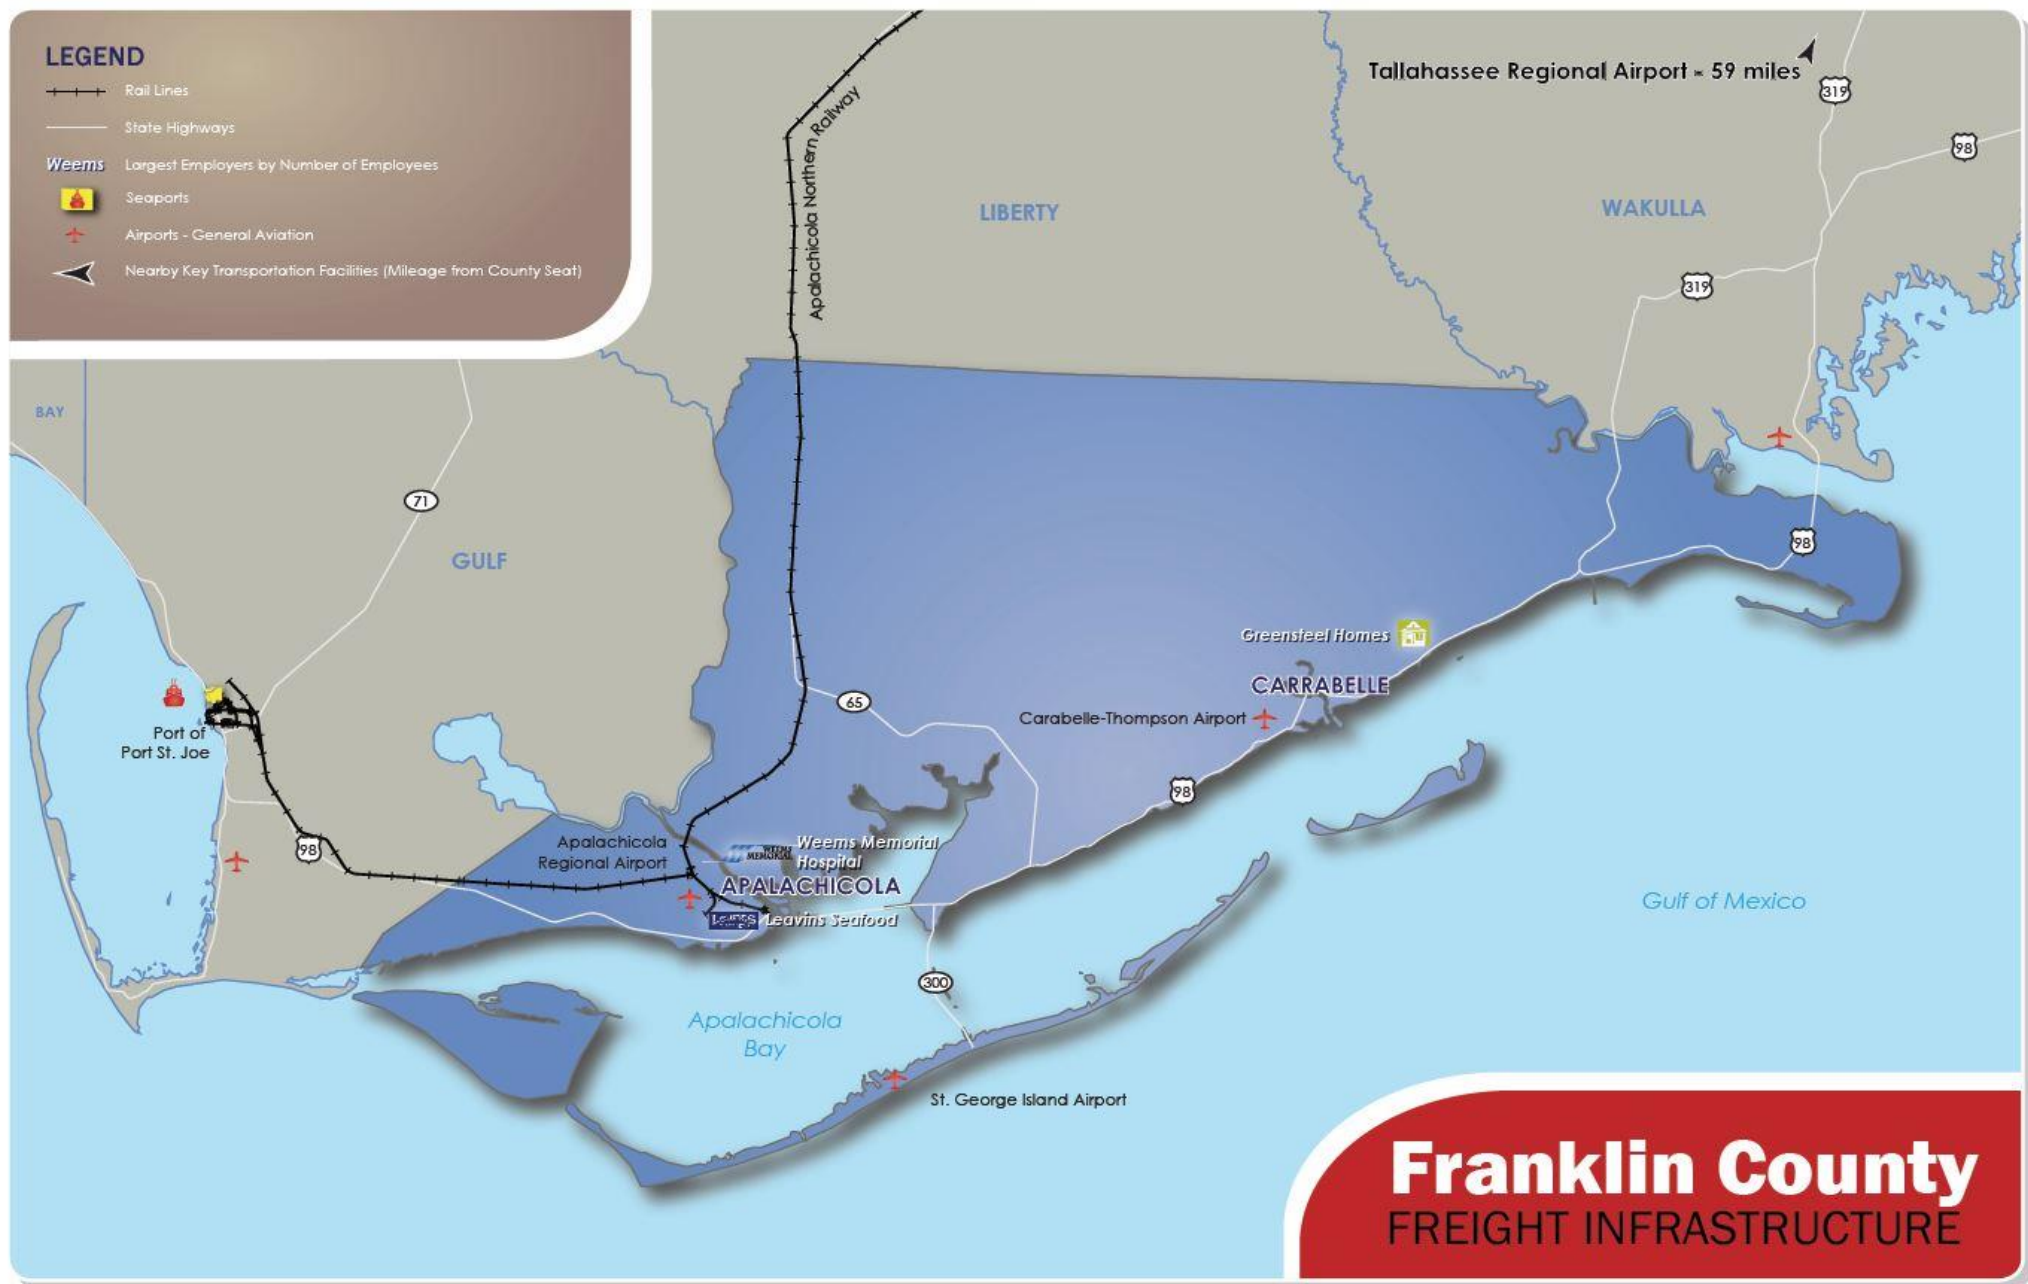 LEGEND
Rail Lines
State Highways
Weems Largest Employers by Number of Employees
Seaports
Airports - General Aviation
Nearby Key Transportation Facilities (Mileage from County Seat)
Tallahassee Regional Airport - 59 miles
319
98
Apalachicola Northern Railway
LIBERTY
WAKULLA
319
BAY
71
GULF
98
Greensteel Homes
CARRABELLE
65
Carabelle-Thompson Airport
Port of
Port St. Joe
98
98
Apalachicola
Regional Airport
WEEMS
MEMORIAL
Weems Memorial
Hospital
APALACHICOLA
Leavins Seafood
Gulf of Mexico
300
Apalachicola
Bay
St. George Island Airport
Franklin County
FREIGHT INFRASTRUCTURE